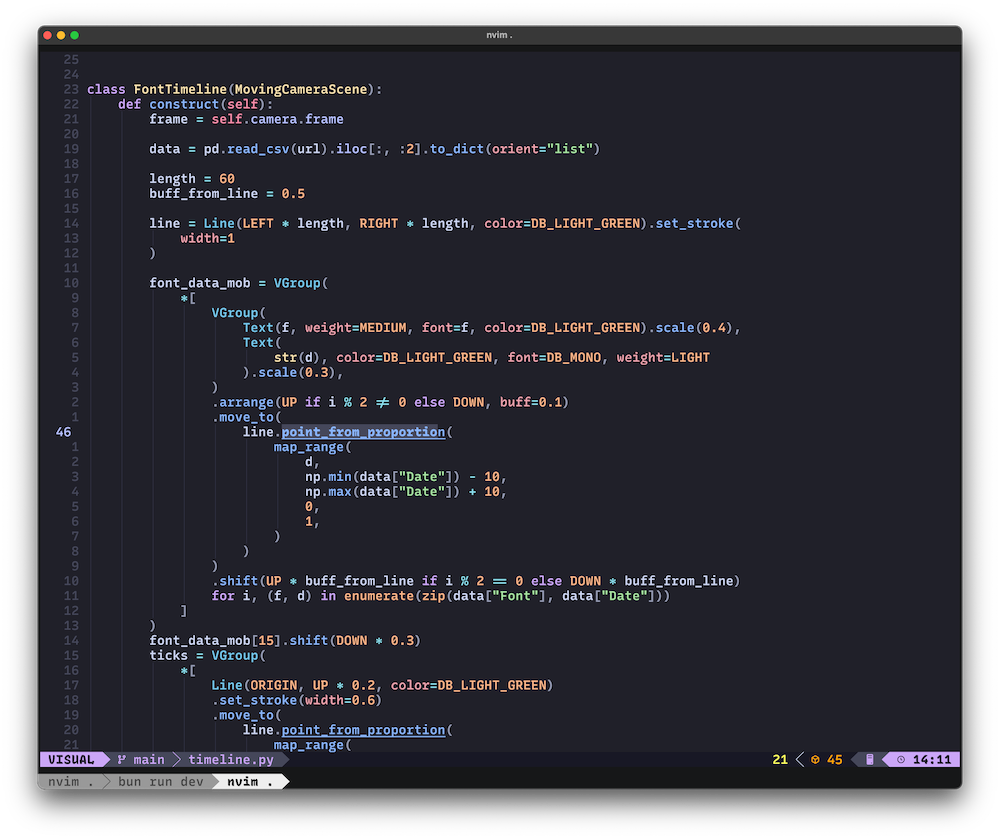 nvim .
25
24
23 class FontTimeline(MovingCameraScene):
22     def construct(self):
21         frame = self.camera.frame
20
19         data = pd.read_csv(url).iloc[:, :2].to_dict(orient="list")
18
17         length = 60
16         buff_from_line = 0.5
15
14         line = Line(LEFT * length, RIGHT * length, color=DB_LIGHT_GREEN).set_stroke(
13             width=1
12         )
11
10         font_data_mob = VGroup(
9             *[
8                 VGroup(
7                     Text(f, weight=MEDIUM, font=f, color=DB_LIGHT_GREEN).scale(0.4),
6                     Text(
5                         str(d), color=DB_LIGHT_GREEN, font=DB_MONO, weight=LIGHT
4                     ).scale(0.3),
3                 )
2                 .arrange(UP if i % 2 != 0 else DOWN, buff=0.1)
1                 .move_to(
46                     line.point_from_proportion(
1                         map_range(
2                             d,
3                             np.min(data["Date"]) - 10,
4                             np.max(data["Date"]) + 10,
5                             0,
6                             1,
7                         )
8                     )
9                 )
10                 .shift(UP * buff_from_line if i % 2 == 0 else DOWN * buff_from_line)
11                 for i, (f, d) in enumerate(zip(data["Font"], data["Date"]))
12             ]
13         )
14         font_data_mob[15].shift(DOWN * 0.3)
15         ticks = VGroup(
16             *[
17                 Line(ORIGIN, UP * 0.2, color=DB_LIGHT_GREEN)
18                 .set_stroke(width=0.6)
19                 .move_to(
20                     line.point_from_proportion(
21                         map_range(
VISUAL main timeline.py 21 45 14:11
nvim . bun run dev nvim .